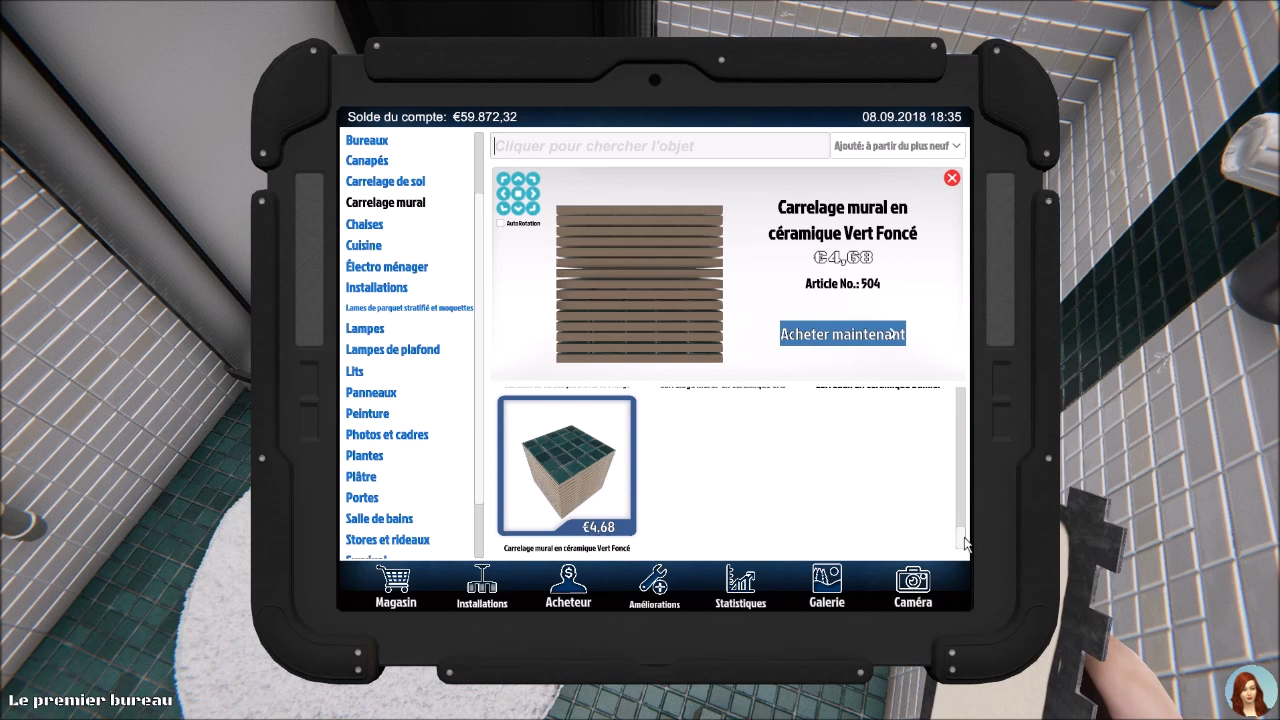 Solde du compte: €59.872,32
08.09.2018 18:35
Bureaux
Canapés
Carrelage de sol
Carrelage mural
Chaises
Cuisine
Électro ménager
Installations
Lames de parquet stratifié et moquettes
Lampes
Lampes de plafond
Lits
Panneaux
Peinture
Photos et cadres
Plantes
Plâtre
Portes
Salle de bains
Stores et rideaux
Cliquer pour chercher l'objet
Ajouté: à partir du plus neuf
AutoRotation
Carrelage mural en
céramique Vert Foncé
€4,68
Article No.: 504
Acheter maintenant
€4,68
Carrelage mural en céramique Vert Foncé
Magasin
Installations
Acheteur
Améliorations
Statistiques
Galerie
Caméra
Le premier bureau